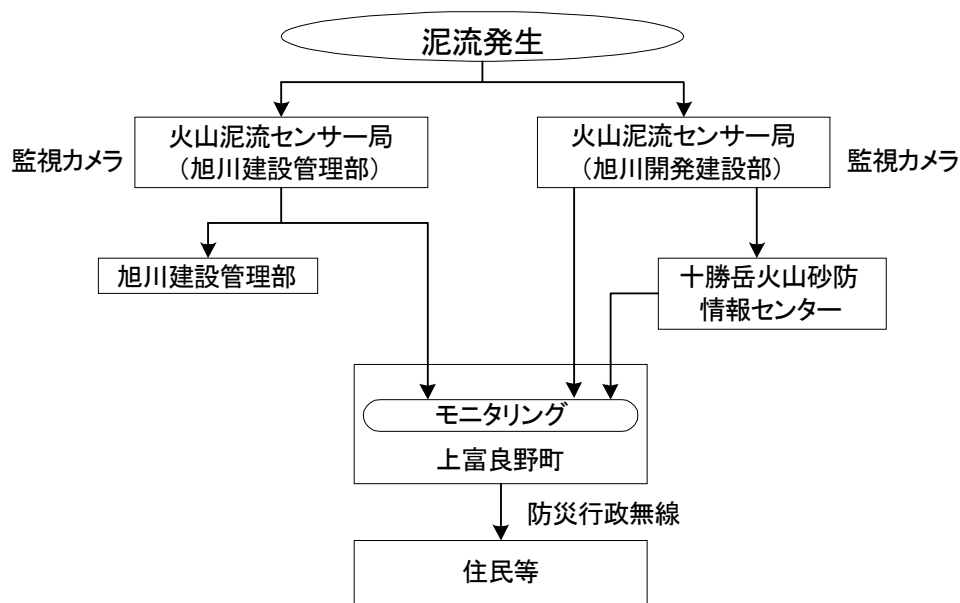 泥流発生
監視カメラ
火山泥流センサー局
（旭川建設管理部）
火山泥流センサー局
（旭川開発建設部）
監視カメラ
旭川建設管理部
十勝岳火山砂防
情報センター
モニタリング
上富良野町
防災行政無線
住民等